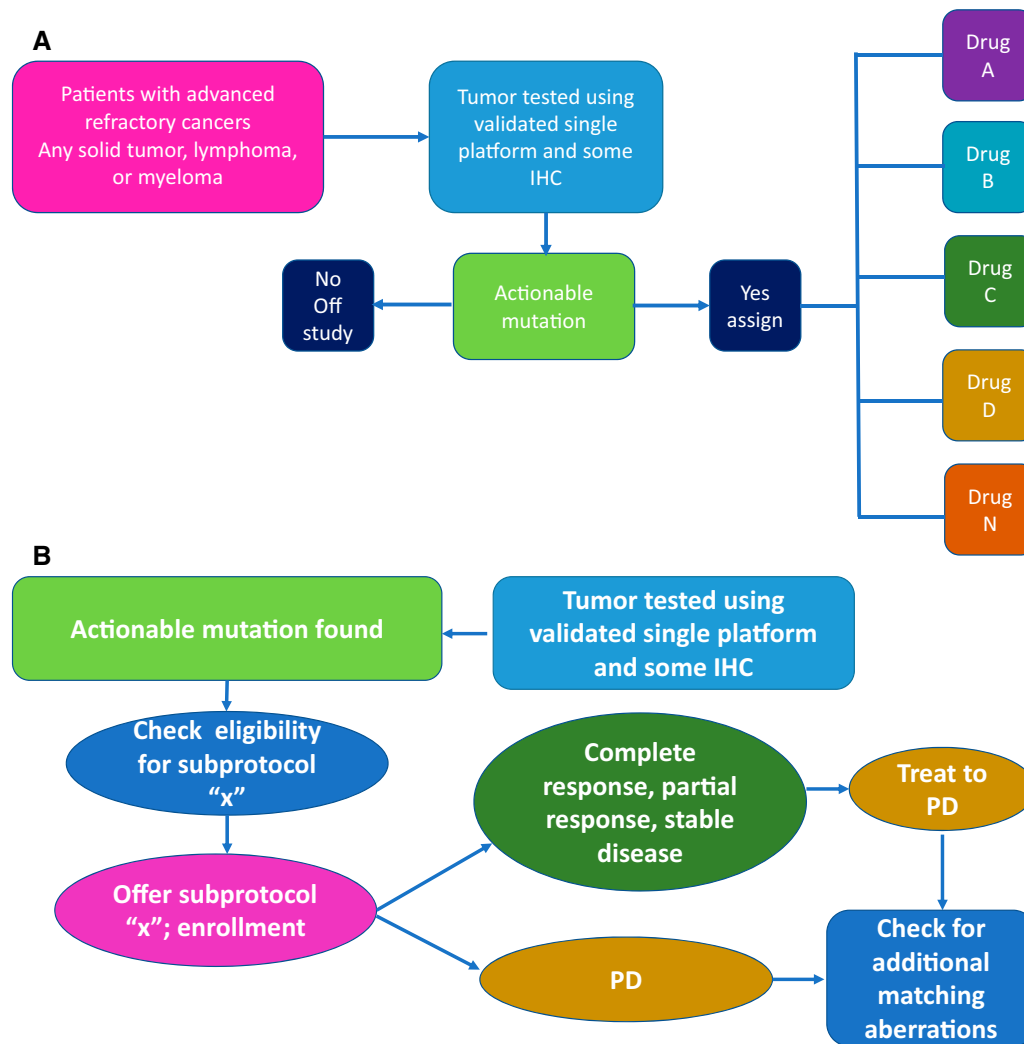 A
Patients with advanced
refractory cancers
Any solid tumor, lymphoma,
or myeloma
Tumor tested using
validated single
platform and some
IHC
Drug
A
Drug
B
Drug
C
Drug
D
Drug
N
No
Off
study
Actionable
mutation
Yes
assign
B
Actionable mutation found
Tumor tested using
validated single platform
and some IHC
Check eligibility
for subprotocol
“x”
Complete
response, partial
response, stable
disease
Treat to
PD
Offer subprotocol
“x”; enrollment
PD
Check for
additional
matching
aberrations